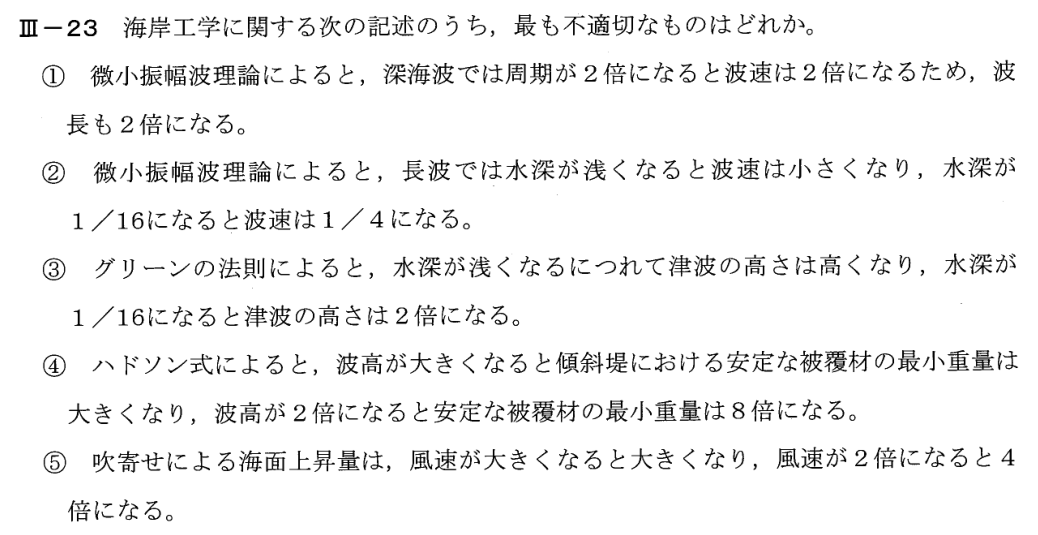 Ⅲ－23　海岸工学に関する次の記述のうち，最も不適切なものはどれか。
①　微小振幅波理論によると，深海波では周期が２倍になると波速は２倍になるため，波
長も２倍になる。
②　微小振幅波理論によると，長波では水深が浅くなると波速は小さくなり，水深が
１／16になると波速は１／４になる。
③　グリーンの法則によると，水深が浅くなるにつれて津波の高さは高くなり，水深が
１／16になると津波の高さは２倍になる。
④　ハドソン式によると，波高が大きくなると傾斜堤における安定な被覆材の最小重量は
大きくなり，波高が２倍になると安定な被覆材の最小重量は８倍になる。
⑤　吹寄せによる海面上昇量は，風速が大きくなると大きくなり，風速が２倍になると４
倍になる。